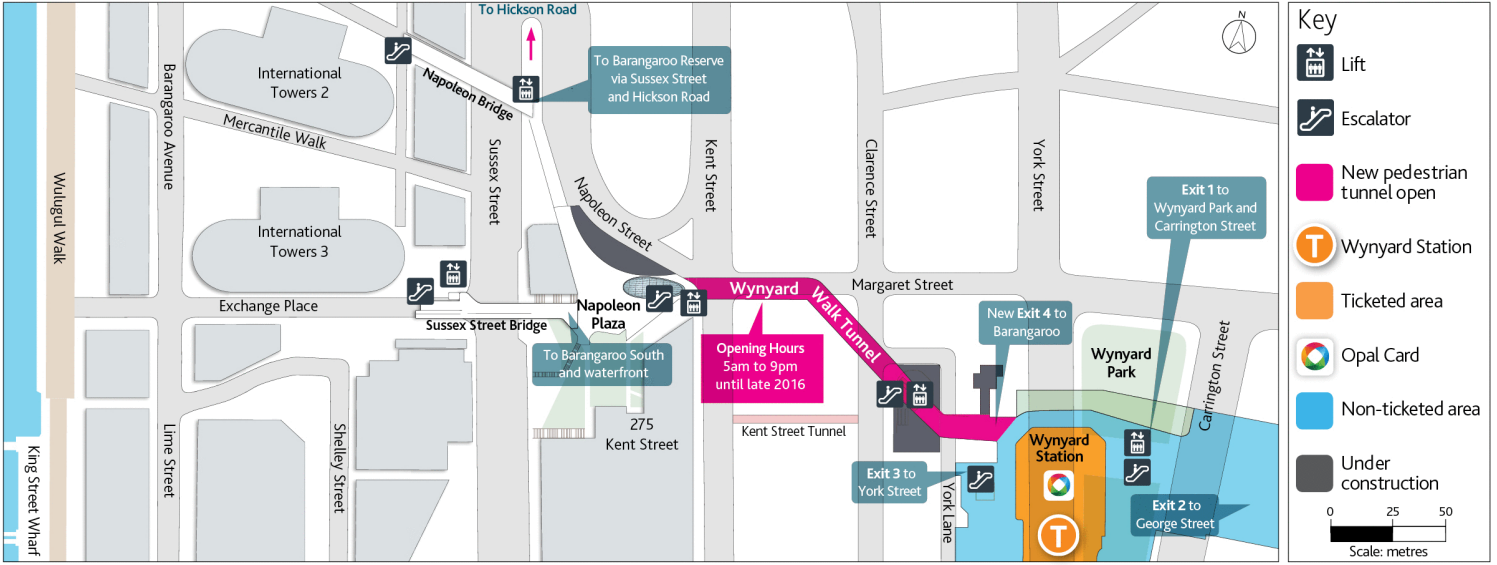 To Hickson Road
N
To Barangaroo Reserve
via Sussex Street
and Hickson Road
International
Towers 2
Napoleon Bridge
Barangaroo Avenue
Mercantile Walk
Sussex Street
Kent Street
Clarence Street
York Street
Wulugul Walk
Napoleon Street
Exit 1 to
Wynyard Park and
Carrington Street
International
Towers 3
Exchange Place
Sussex Street Bridge
Napoleon
Plaza
Wynyard
Walk Tunnel
Margaret Street
New Exit 4 to
Barangaroo
Opening Hours
5am to 9pm
until late 2016
To Barangaroo South
and waterfront
Wynyard
Park
Carrington Street
275
Kent Street
Kent Street Tunnel
Wynyard
Station
T
Exit 3 to
York Street
York Lane
Exit 2 to
George Street
King Street Wharf
Lime Street
Shelley Street
Key
Lift
Escalator
New pedestrian
tunnel open
T
Wynyard Station
Ticketed area
Opal Card
Non-ticketed area
Under
construction
0 25 50
Scale: metres